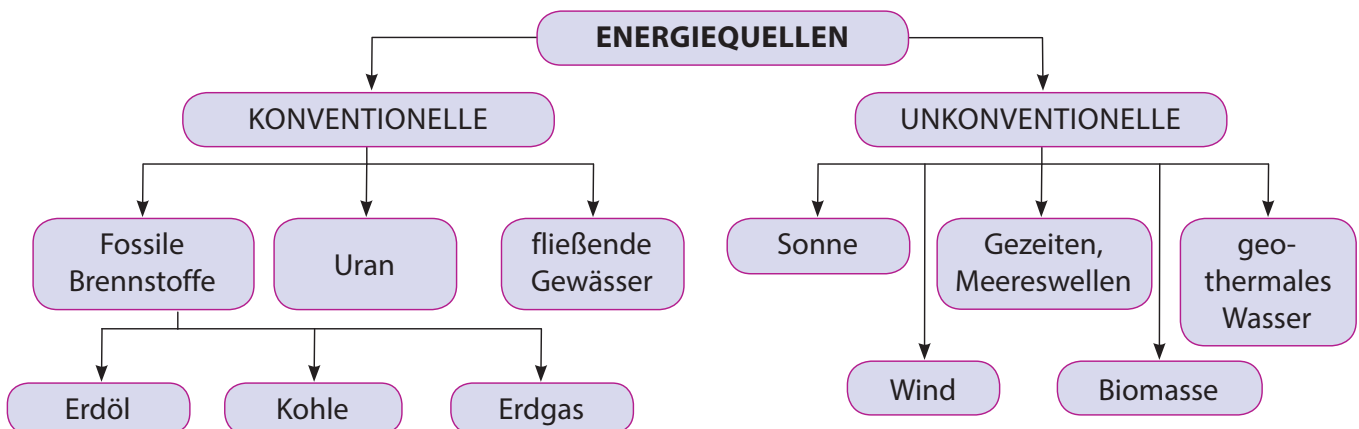 ENERGIEQUELLEN
KONVENTIONELLE
UNKONVENTIONELLE
Fossile
Brennstoffe
Uran
fließende
Gewässer
Sonne
Gezeiten,
Meereswellen
geo-
thermales
Wasser
Erdöl
Kohle
Erdgas
Wind
Biomasse